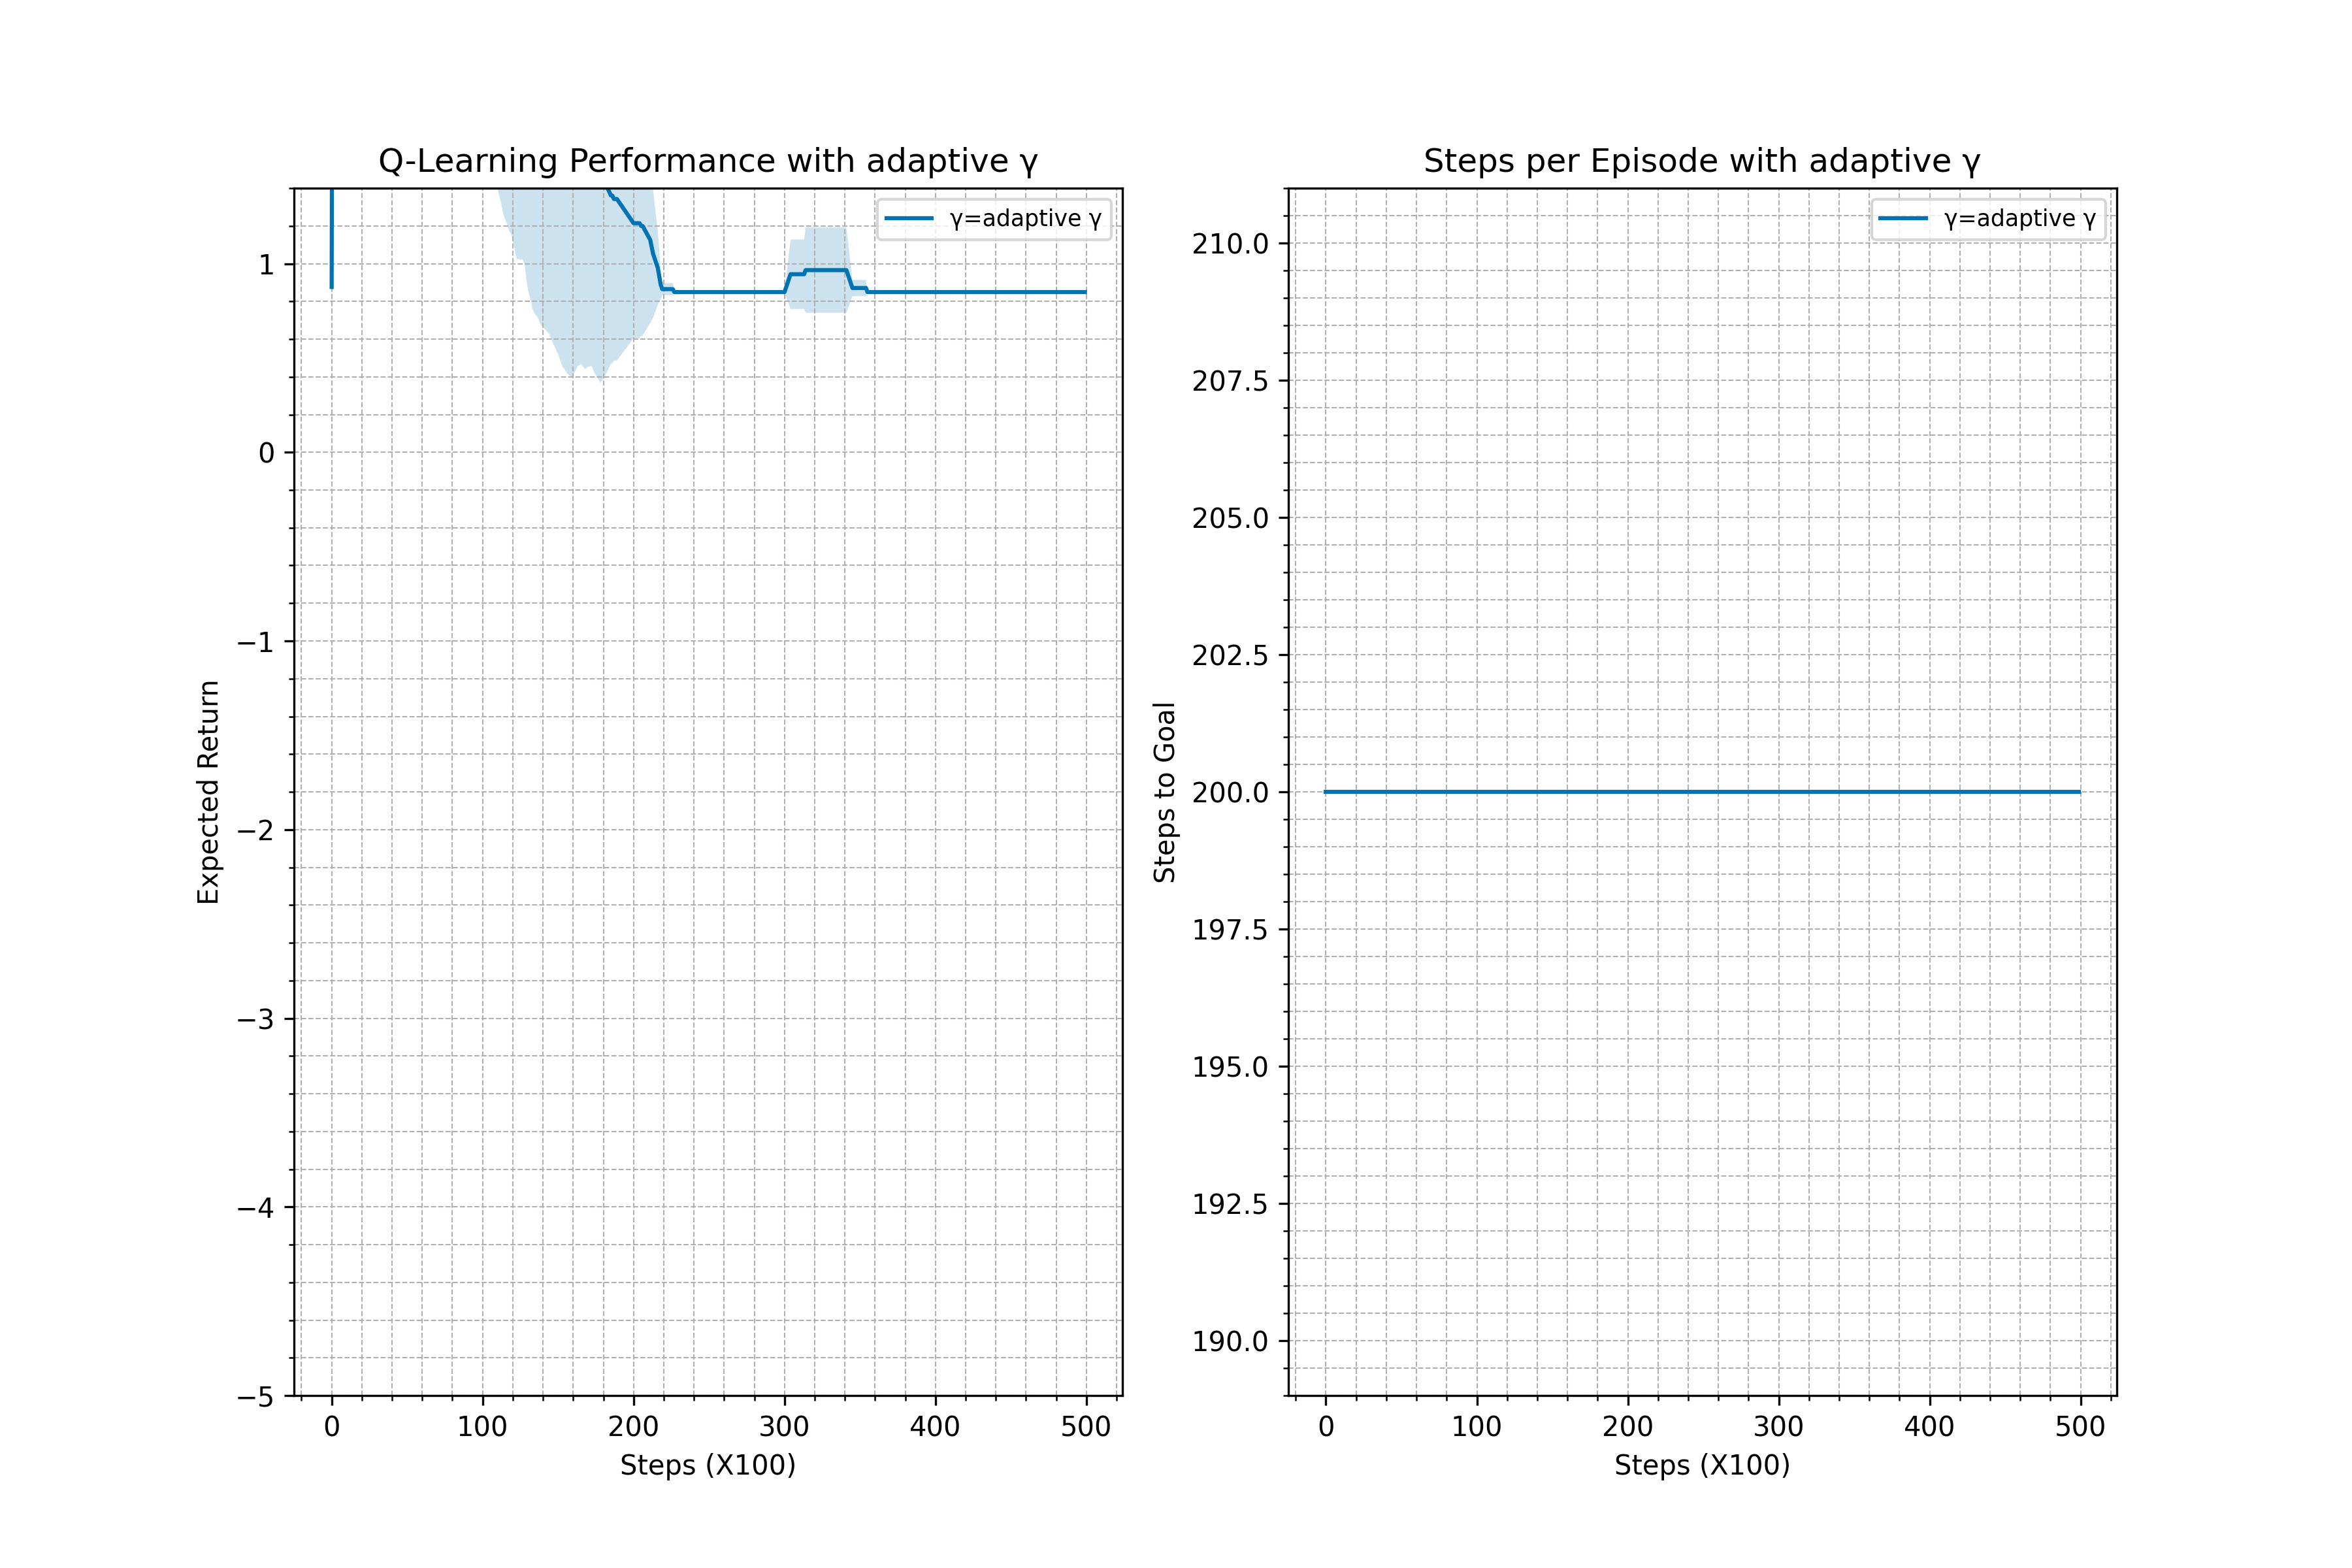 Q-Learning Performance with adaptive γ
γ=adaptive γ
1
0
−1
−2
−3
−4
−5
Expected Return
0 100 200 300 400 500
Steps (X100)
Steps per Episode with adaptive γ
γ=adaptive γ
210.0
207.5
205.0
202.5
200.0
197.5
195.0
192.5
190.0
Steps to Goal
0 100 200 300 400 500
Steps (X100)